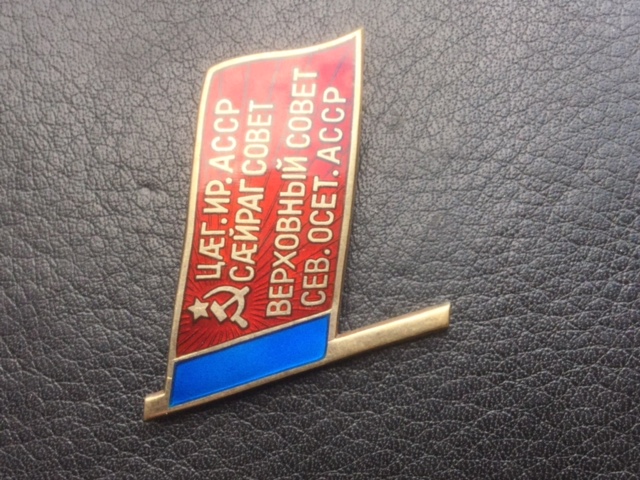 ЦӔГ.ИР.АССР
СӔЙРАГ СОВЕТ
ВЕРХОВНЫЙ СОВЕТ
СЕВ.ОСЕТ.АССР